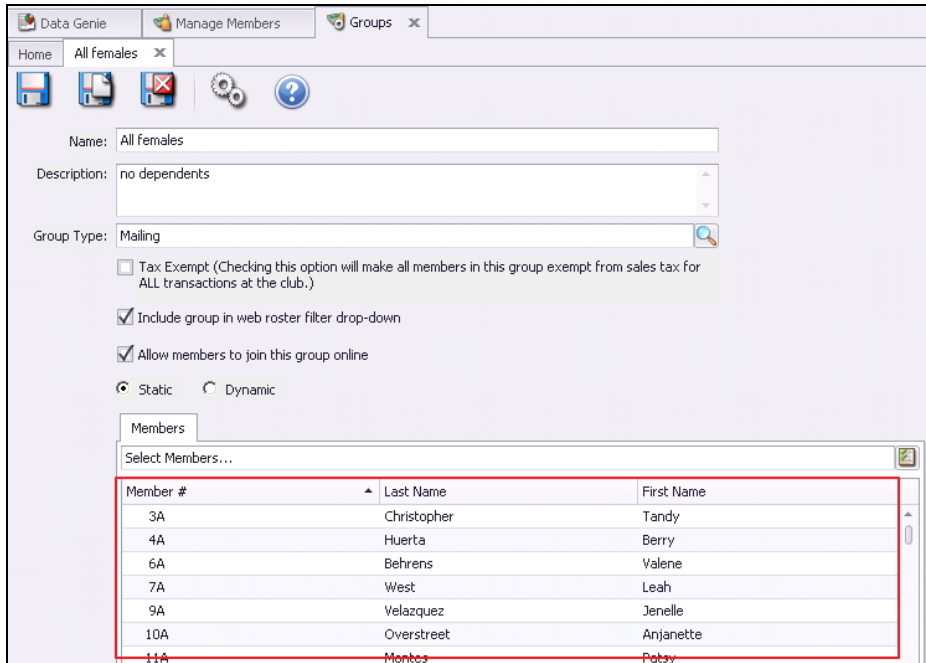 Data Genie Manage Members Groups x
Home All females x
?
Name: All females
Description: no dependents
Group Type: Mailing
Tax Exempt (Checking this option will make all members in this group exempt from sales tax for
ALL transactions at the club.)
Include group in web roster filter drop-down
Allow members to join this group online
Static Dynamic
Members
Select Members...
Member # Last Name First Name
3A Christopher Tandy
4A Huerta Berry
6A Behrens Valene
7A West Leah
9A Velazquez Jenelle
10A Overstreet Anjanette
11A Montes Patsy